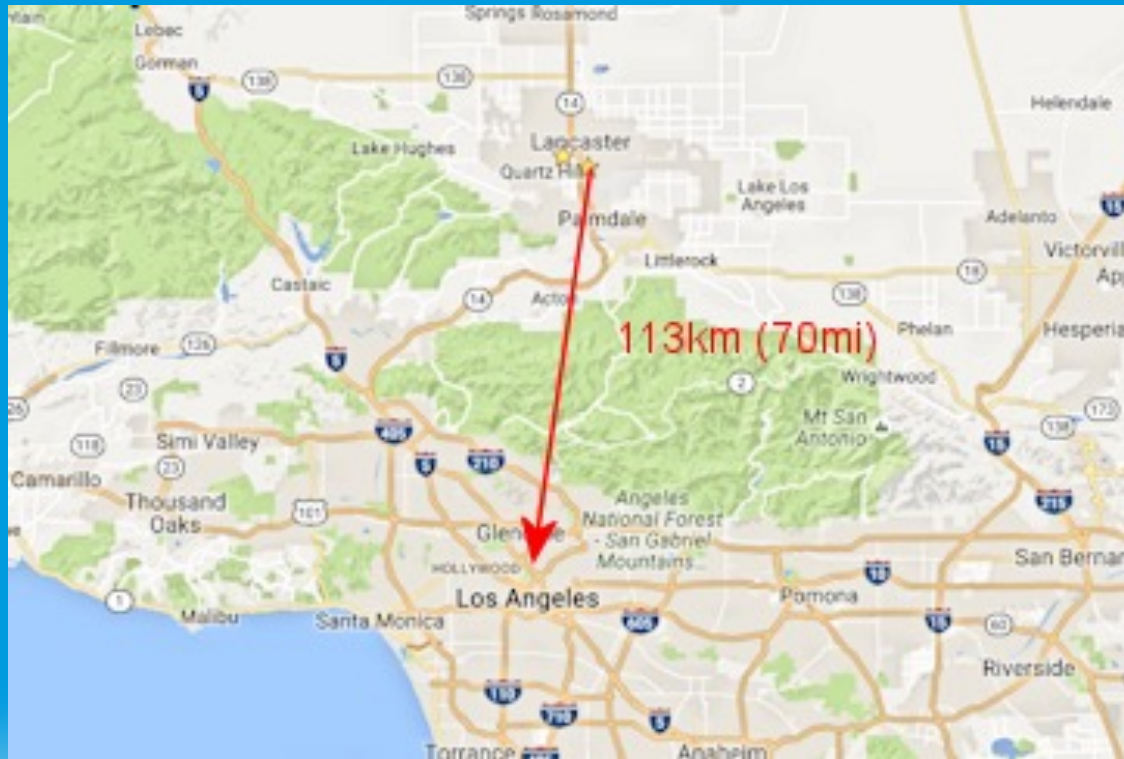 Springs Rosamond
Lebec
Gorman
138
138
5
14
Helendale
Lancaster
Lake Hughes
Quartz Hill
Lake Los
Angeles
15
Adelanto
Palmdale
Victorvill
Littlerock
18
Castaic
Acton
14
138
Phelan
Hesperia
113km (70mi)
Fillmore
126
5
2
Wrightwood
23
26
Mt San
Antonio
173
138
405
118
Simi Valley
5
210
15
23
Camarillo
215
Thousand
Oaks
101
Angeles
National Forest
- San Gabriel
Mountains...
Glendale
San Bernar
HOLLYWOOD
10
1
Los Angeles
Pomona
Malibu
Santa Monica
605
15
60
Riverside
110
710
5
Torrance
Anaheim